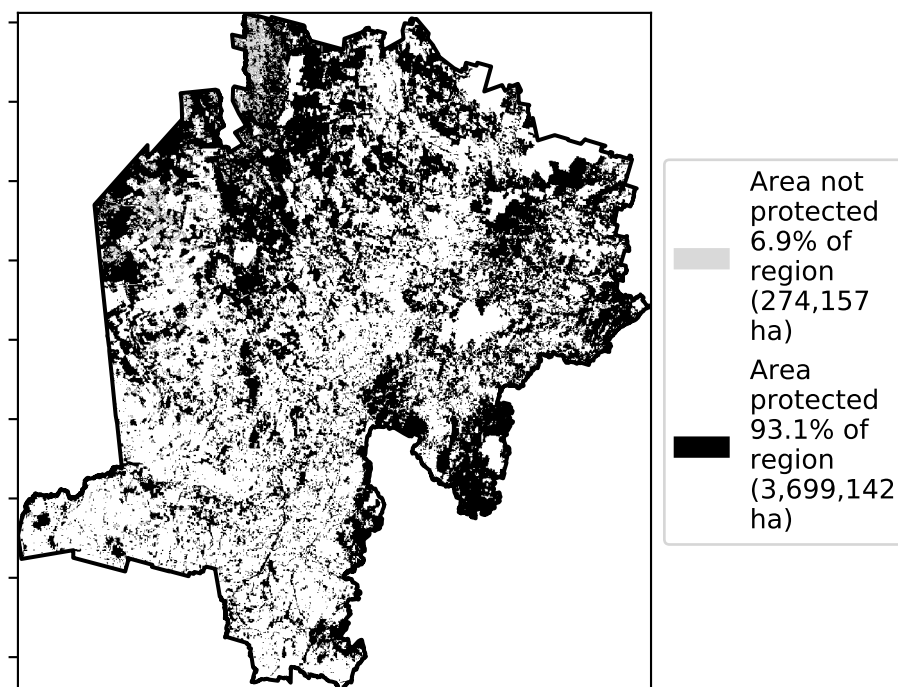 Area not
protected
6.9% of
region
(274,157
ha)
Area
protected
93.1% of
region
(3,699,142
ha)